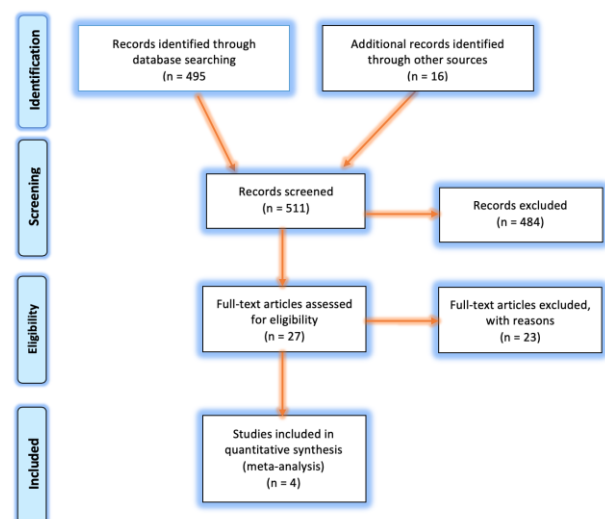 Identification
Records identified through
database searching
(n = 495
Additional records identified
through other sources
(n = 16)
Screening
Records screened
(n = 511)
Records excluded
(n = 484)
Eligibility
Full-text articles assessed
for eligibility
(n = 27)
Full-text articles excluded,
with reasons
(n = 23)
Included
Studies included in
quantitative synthesis
(meta-analysis)
(n = 4)